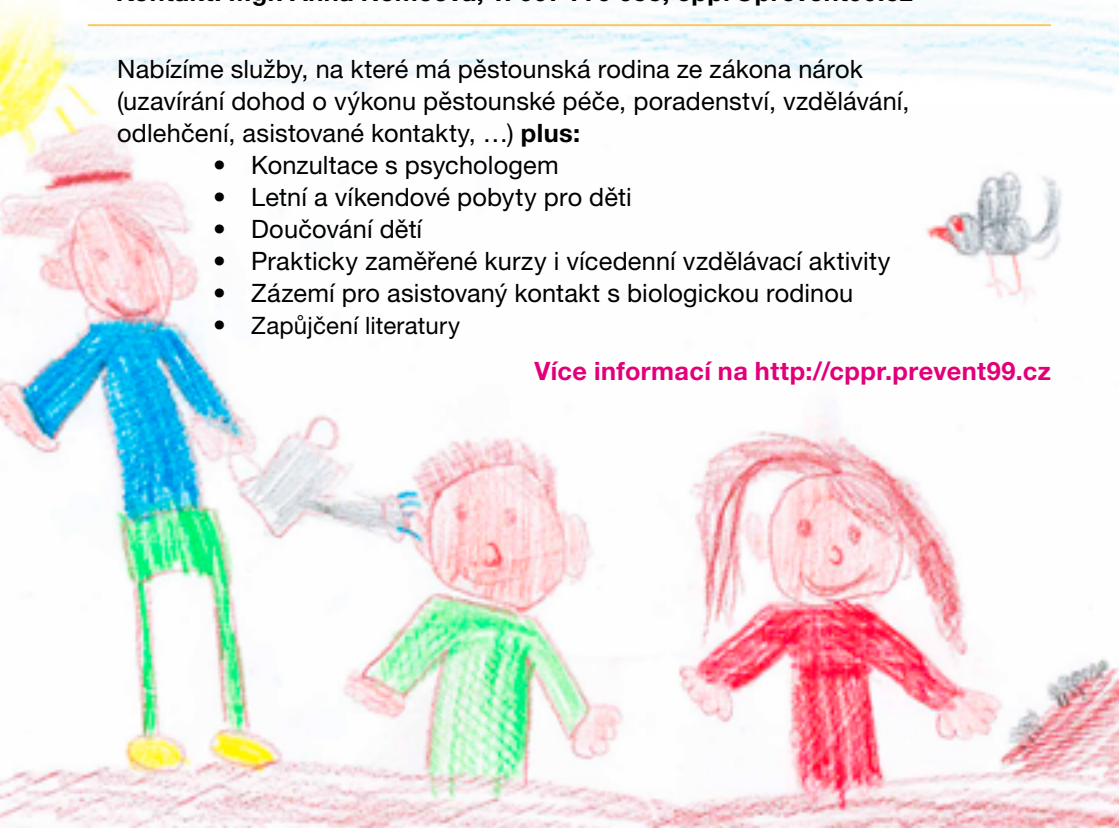 Nabízíme služby, na které má pěstounská rodina ze zákona nárok
(uzavírání dohod o výkonu pěstounské péče, poradenství, vzdělávání,
odlehčení, asistované kontakty, …) plus:
• Konzultace s psychologem
• Letní a víkendové pobyty pro děti
• Doučování dětí
• Prakticky zaměřené kurzy i vícedenní vzdělávací aktivity
• Zázemí pro asistovaný kontakt s biologickou rodinou
• Zapůjčení literatury
Více informací na http://cppr.prevent99.cz